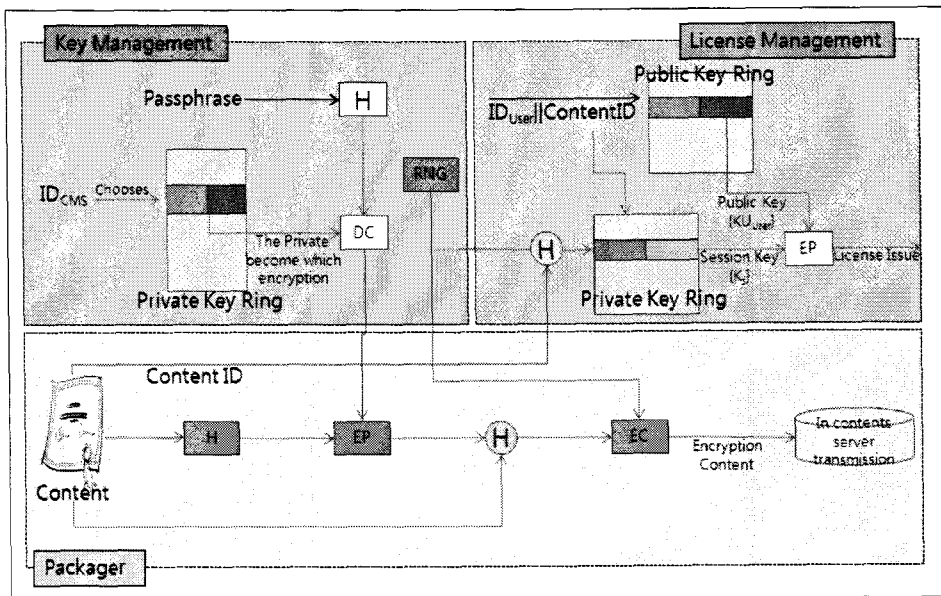 Key Management
License Management
Passphrase
H
Public Key Ring
ID_User||ContentID
RNG
ID_CMS
Chooses
DC
The Private
become which
encryption
Private Key Ring
H
Public Key
[KU_User]
Session Key
[K_S]
EP
License Issue
Private Key Ring
Content ID
H
EP
H
EC
Encryption
Content
In contents
server
transmission
Content
Packager